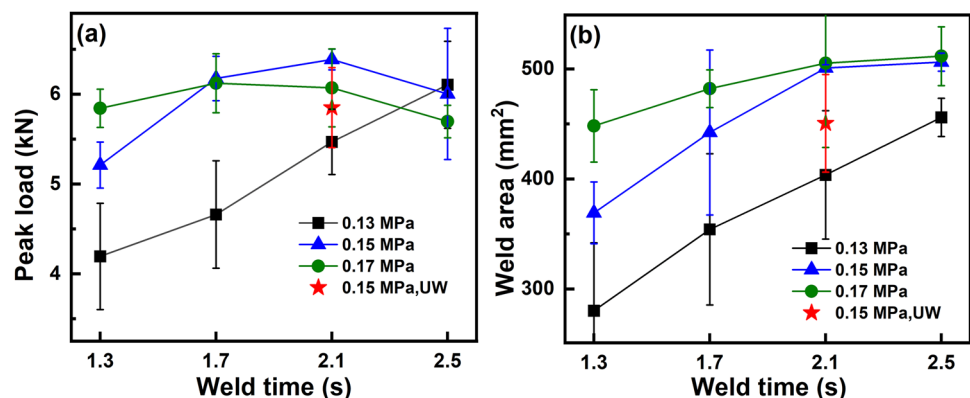 (a)
Peak load (kN)
6
5
4
0.13 MPa
0.15 MPa
0.17 MPa
0.15 MPa,UW
1.3 1.7 2.1 2.5
Weld time (s)
(b)
Weld area (mm²)
500
400
300
0.13 MPa
0.15 MPa
0.17 MPa
0.15 MPa,UW
1.3 1.7 2.1 2.5
Weld time (s)